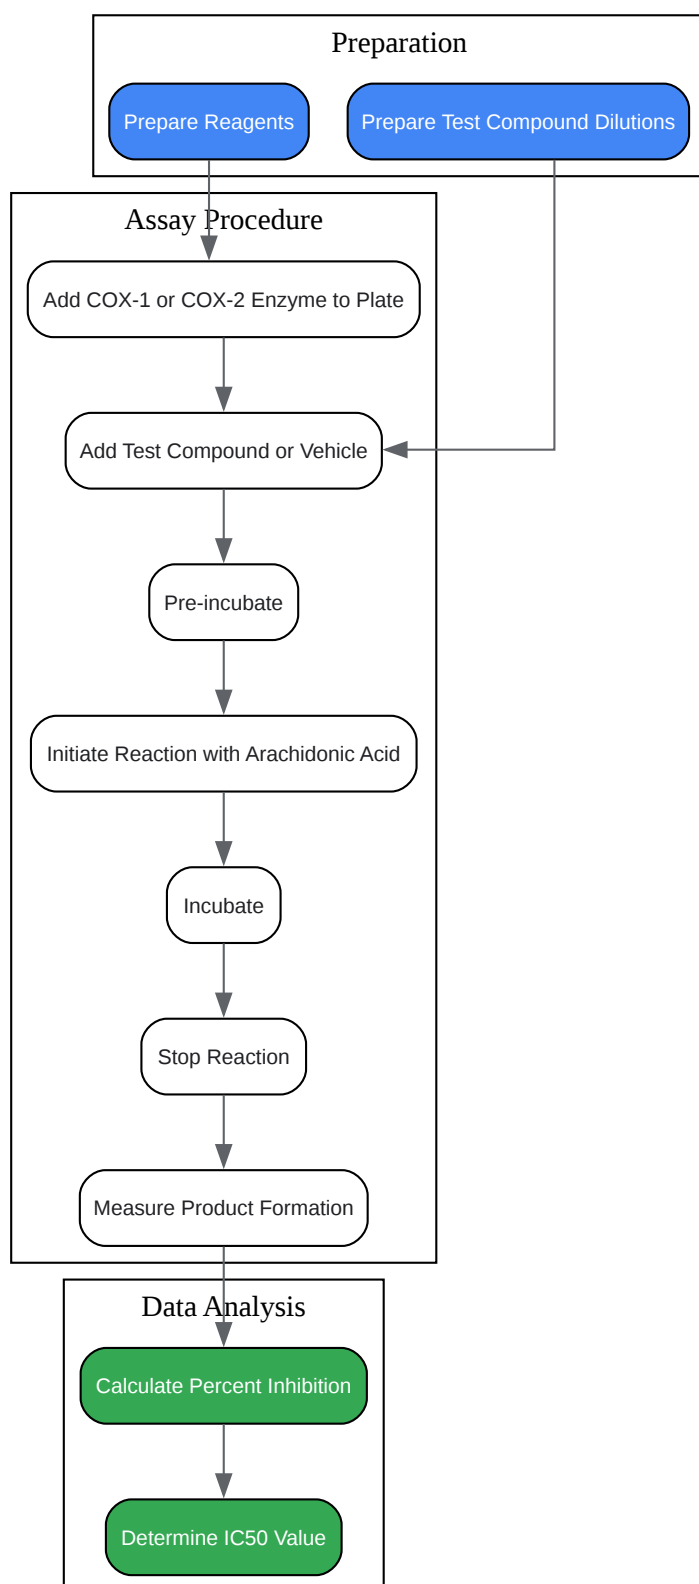 Preparation
Prepare Reagents
Prepare Test Compound Dilutions
Assay Procedure
Add COX-1 or COX-2 Enzyme to Plate
Add Test Compound or Vehicle
Pre-incubate
Initiate Reaction with Arachidonic Acid
Incubate
Stop Reaction
Measure Product Formation
Data Analysis
Calculate Percent Inhibition
Determine IC50 Value